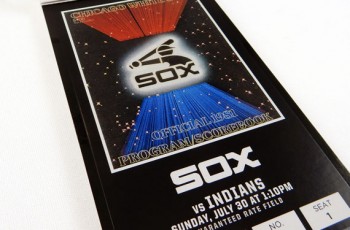 CHICAGO WHITE
SOX
OFFICIAL 1981
PROGRAM/SCOREBOOK
SOX
VS INDIANS
SUNDAY, JULY 30 AT 1:10PM
GUARANTEED RATE FIELD
NO.
SEAT
1